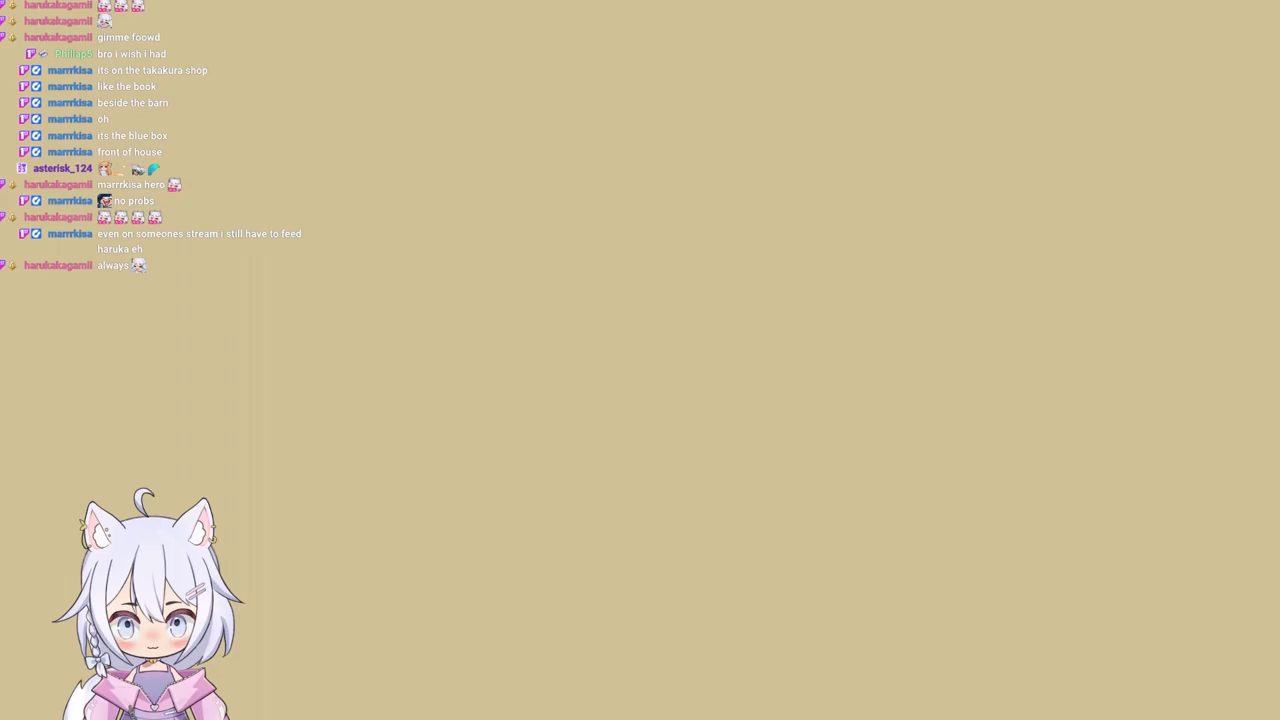 harukakagamii
harukakagamii
harukakagamii gimme foowd
Phillap5 bro i wish i had
marrrkisa its on the takakura shop
marrrkisa like the book
marrrkisa beside the barn
marrrkisa oh
marrrkisa its the blue box
marrrkisa front of house
asterisk_124
harukakagamii marrrkisa hero
marrrkisa no probs
harukakagamii
marrrkisa even on someones stream i still have to feed
haruka eh
harukakagamii always